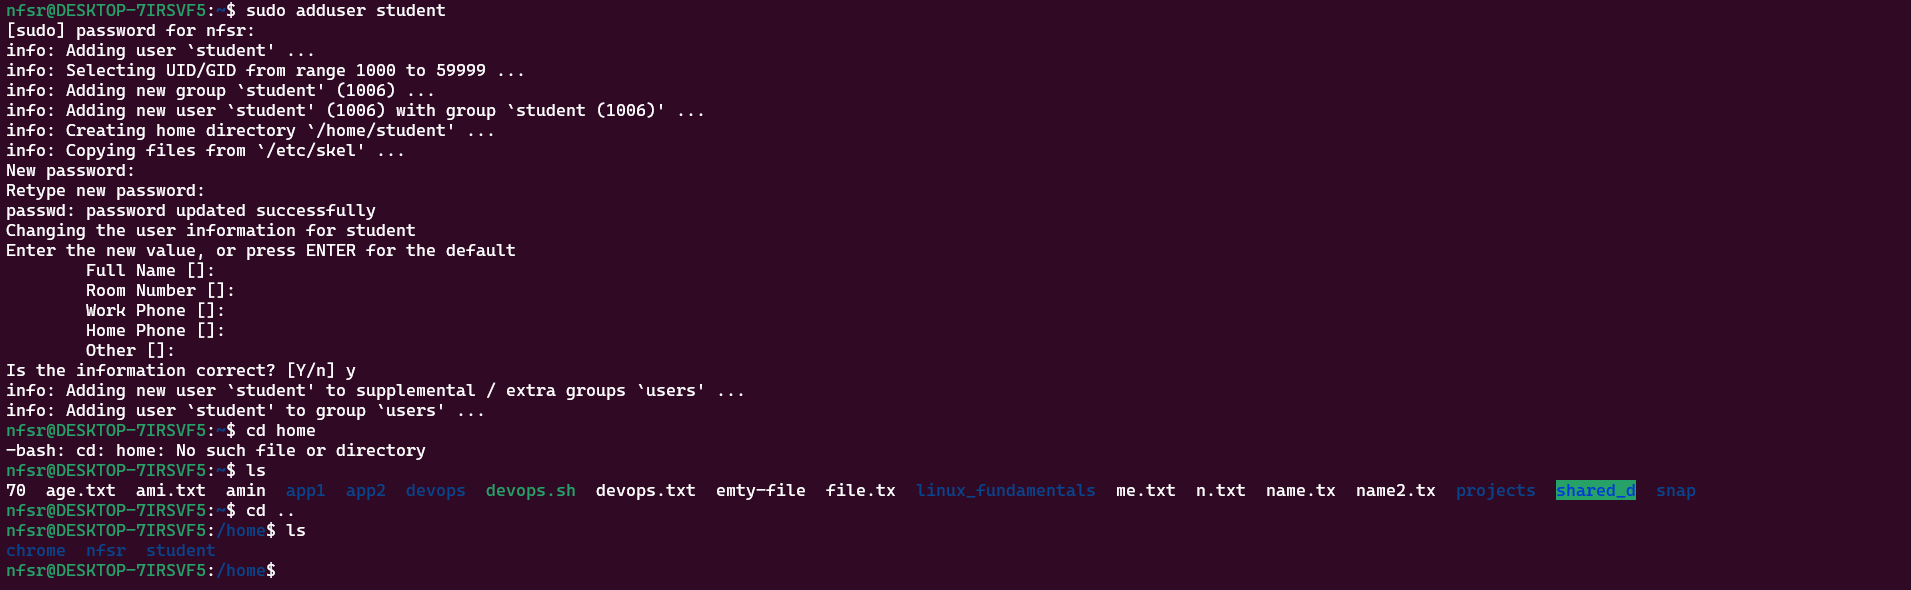 nfsr@DESKTOP-7IRSVF5:~$ sudo adduser student
[sudo] password for nfsr:
info: Adding user `student' ...
info: Selecting UID/GID from range 1000 to 59999 ...
info: Adding new group `student' (1006) ...
info: Adding new user `student' (1006) with group `student (1006)' ...
info: Creating home directory `/home/student' ...
info: Copying files from `/etc/skel' ...
New password:
Retype new password:
passwd: password updated successfully
Changing the user information for student
Enter the new value, or press ENTER for the default
        Full Name []:
        Room Number []:
        Work Phone []:
        Home Phone []:
        Other []:
Is the information correct? [Y/n] y
info: Adding new user `student' to supplemental / extra groups `users' ...
info: Adding user `student' to group `users' ...
nfsr@DESKTOP-7IRSVF5:~$ cd home
-bash: cd: home: No such file or directory
nfsr@DESKTOP-7IRSVF5:~$ ls
70  age.txt  ami.txt  amin  app1  app2  devops  devops.sh  devops.txt  emty-file  file.tx  linux_fundamentals  me.txt  n.txt  name.tx  name2.tx  projects  shared_d  snap
nfsr@DESKTOP-7IRSVF5:~$ cd ..
nfsr@DESKTOP-7IRSVF5:/home$ ls
chrome  nfsr  student
nfsr@DESKTOP-7IRSVF5:/home$